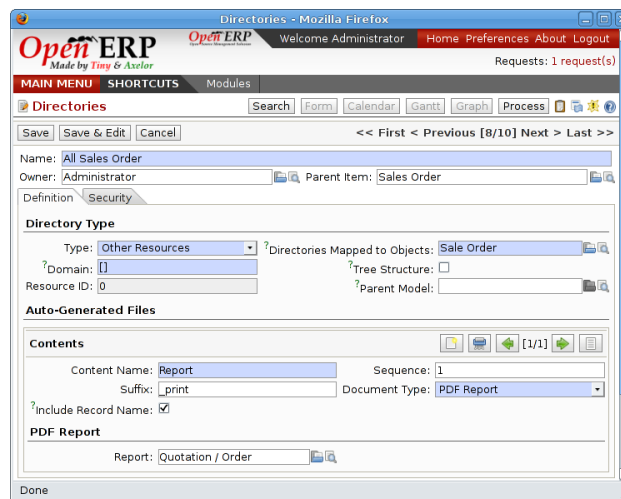 Directories - Mozilla Firefox
Open ERP
Made by Tiny & Axelor
Open ERP
Welcome Administrator
Home Preferences About Logout
Requests: 1 request(s)
MAIN MENU SHORTCUTS Modules
Directories Search Form Calendar Gantt Graph Process
Save Save & Edit Cancel << First < Previous [8/10] Next > Last >>
Name: All Sales Order
Owner: Administrator Parent Item: Sales Order
Definition Security
Directory Type
Type: Other Resources ?Directories Mapped to Objects: Sale Order
?Domain: [] ?Tree Structure:
Resource ID: 0 ?Parent Model:
Auto-Generated Files
Contents [1/1]
Content Name: Report Sequence: 1
Suffix: _print Document Type: PDF Report
?Include Record Name:
PDF Report
Report: Quotation / Order
Done